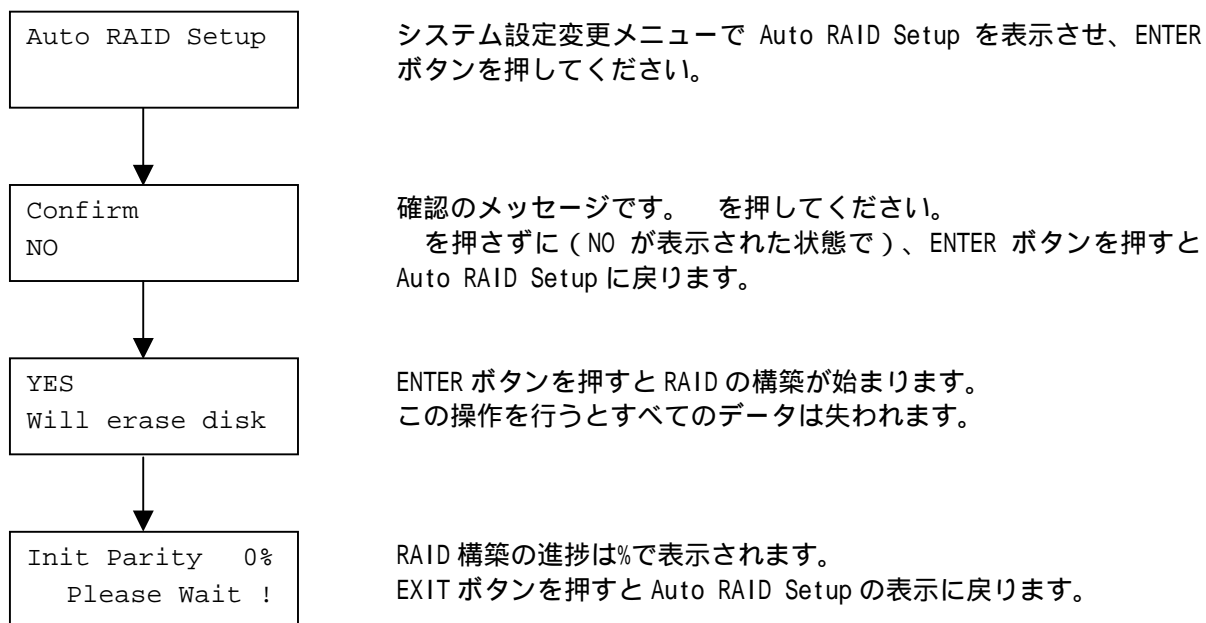 Auto RAID Setup
システム設定変更メニューで Auto RAID Setup を表示させ、ENTER
ボタンを押してください。
Confirm
NO
確認のメッセージです。　を押してください。
　を押さずに（NO が表示された状態で）、ENTER ボタンを押すと
Auto RAID Setup に戻ります。
YES
Will erase disk
ENTER ボタンを押すと RAID の構築が始まります。
この操作を行うとすべてのデータは失われます。
Init Parity 0%
Please Wait !
RAID 構築の進捗は%で表示されます。
EXIT ボタンを押すと Auto RAID Setup の表示に戻ります。